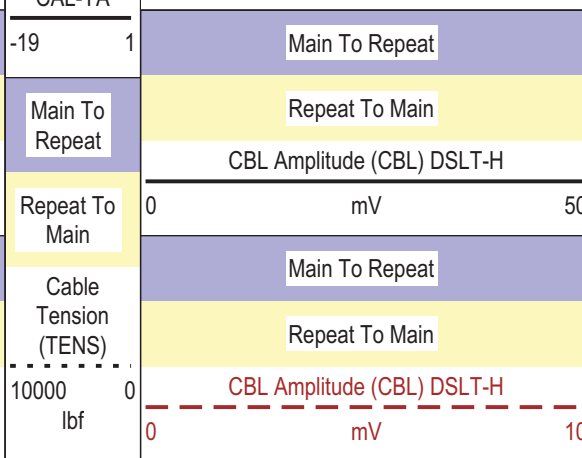 -19 1
Main To
Repeat
Repeat To
Main
Cable
Tension
(TENS)
10000 0
lbf
Main To Repeat
Repeat To Main
CBL Amplitude (CBL) DSLT-H
0 mV 50
Main To Repeat
Repeat To Main
CBL Amplitude (CBL) DSLT-H
0 mV 10